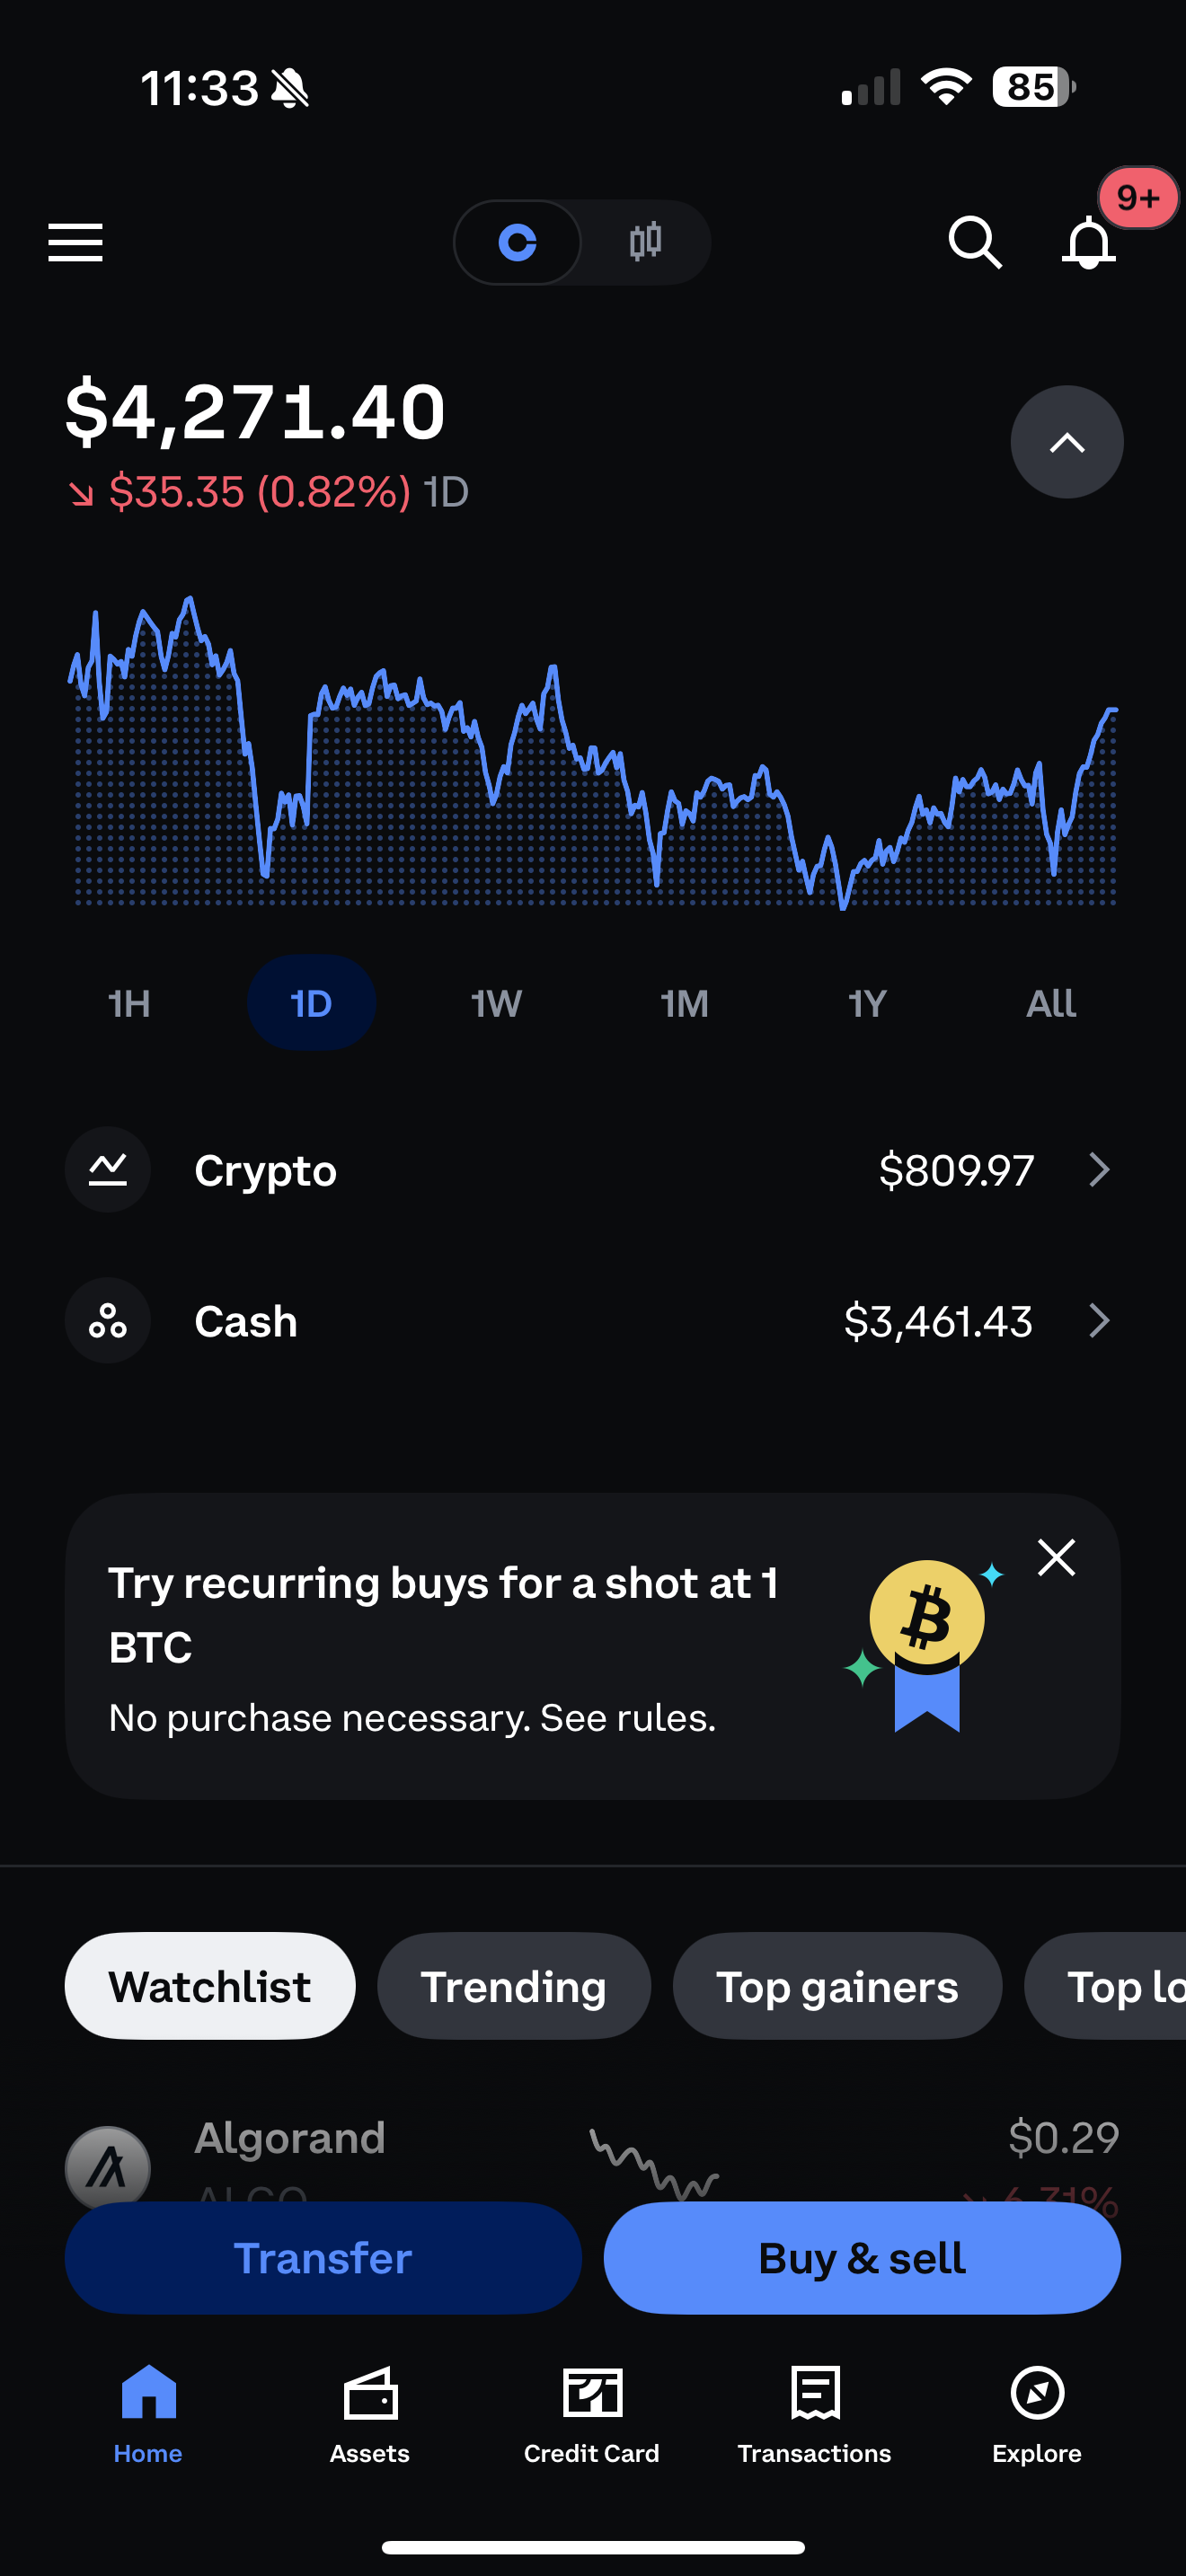 11:33
85
9+
$4,271.40
↘ $35.35 (0.82%) 1D
1H 1D 1W 1M 1Y All
Crypto $809.97
Cash $3,461.43
Try recurring buys for a shot at 1
BTC
No purchase necessary. See rules.
Watchlist Trending Top gainers Top lo
Algorand $0.29
ALGO ↘ 6.31%
Transfer Buy & sell
Home Assets Credit Card Transactions Explore